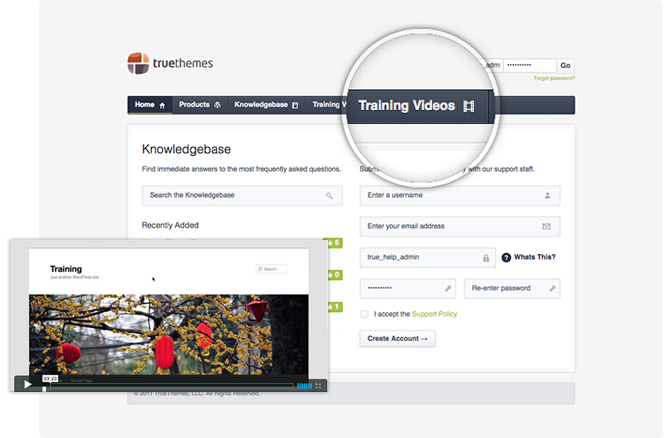 truethemes
_admi
••••••••••
Go
Forgot password?
Home
Products
Knowledgebase
Training V
Training Videos
Knowledgebase
Find immediate answers to the most frequently asked questions.
Search the Knowledgebase
Recently Added
5
0
1
Subm
y with our support staff.
Enter a username
Enter your email address
true_help_admin
Whats This?
••••••••••
Re-enter password
I accept the Support Policy
Create Account →
Training
Just another WordPress site
Search
03:23
Sample Page
© 2011 TrueThemes, LLC. All Rights Reserved.